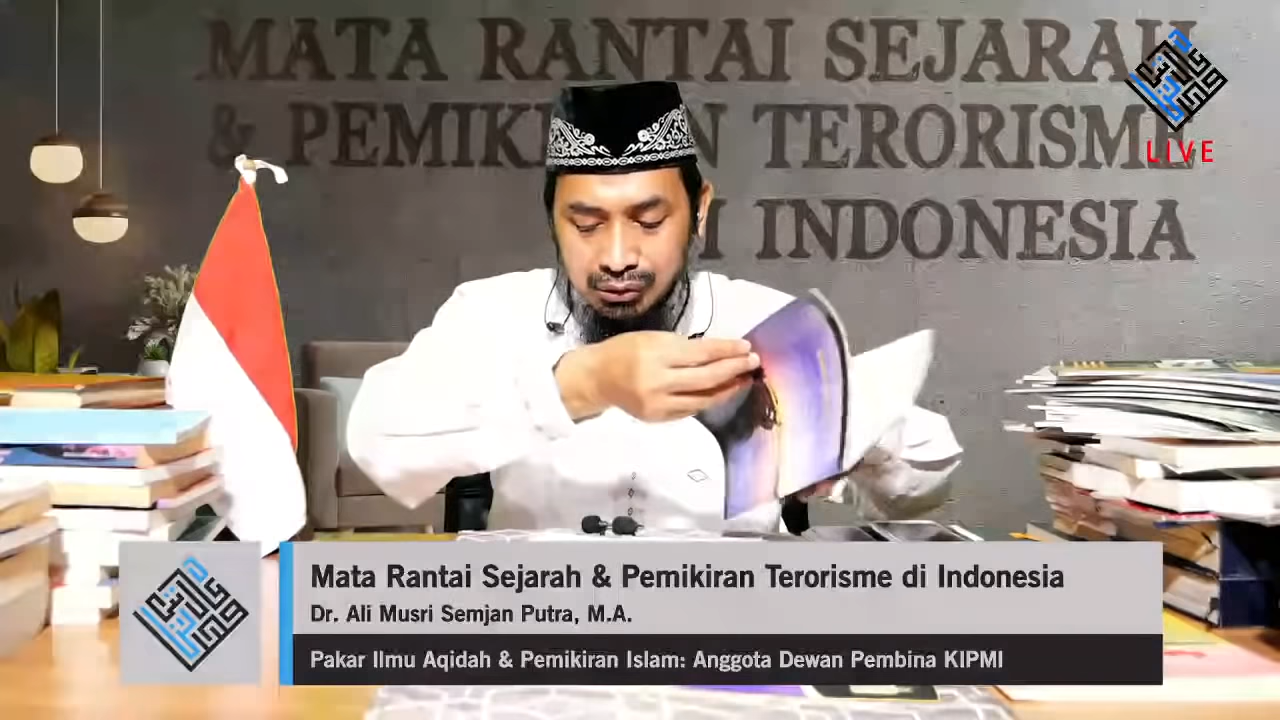 MATA RANTAI SEJARAH
& PEMIKI N TERORISME
I INDONESIA
LIVE
Mata Rantai Sejarah & Pemikiran Terorisme di Indonesia
Dr. Ali Musri Semjan Putra, M.A.
Pakar Ilmu Aqidah & Pemikiran Islam: Anggota Dewan Pembina KIPMI